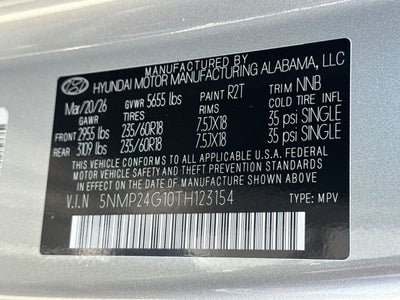 MANUFACTURED BY
HYUNDAI MOTOR MANUFACTURING ALABAMA, LLC
Mar/20/26 GVWR 5655 lbs PAINT R2T TRIM NNB
GAWR TIRES RIMS COLD TIRE INFL
FRONT 2955 lbs 235/60R18 7.5JX18 35 psi SINGLE
REAR 3109 lbs 235/60R18 7.5JX18 35 psi SINGLE
THIS VEHICLE CONFORMS TO ALL APPLICABLE U.S.A. FEDERAL
MOTOR VEHICLE SAFETY STANDARDS IN
EFFECT ON THE DATE OF MANUFACTURE SHOWN ABOVE.
V.I.N 5NMP24G10TH123154 TYPE: MPV